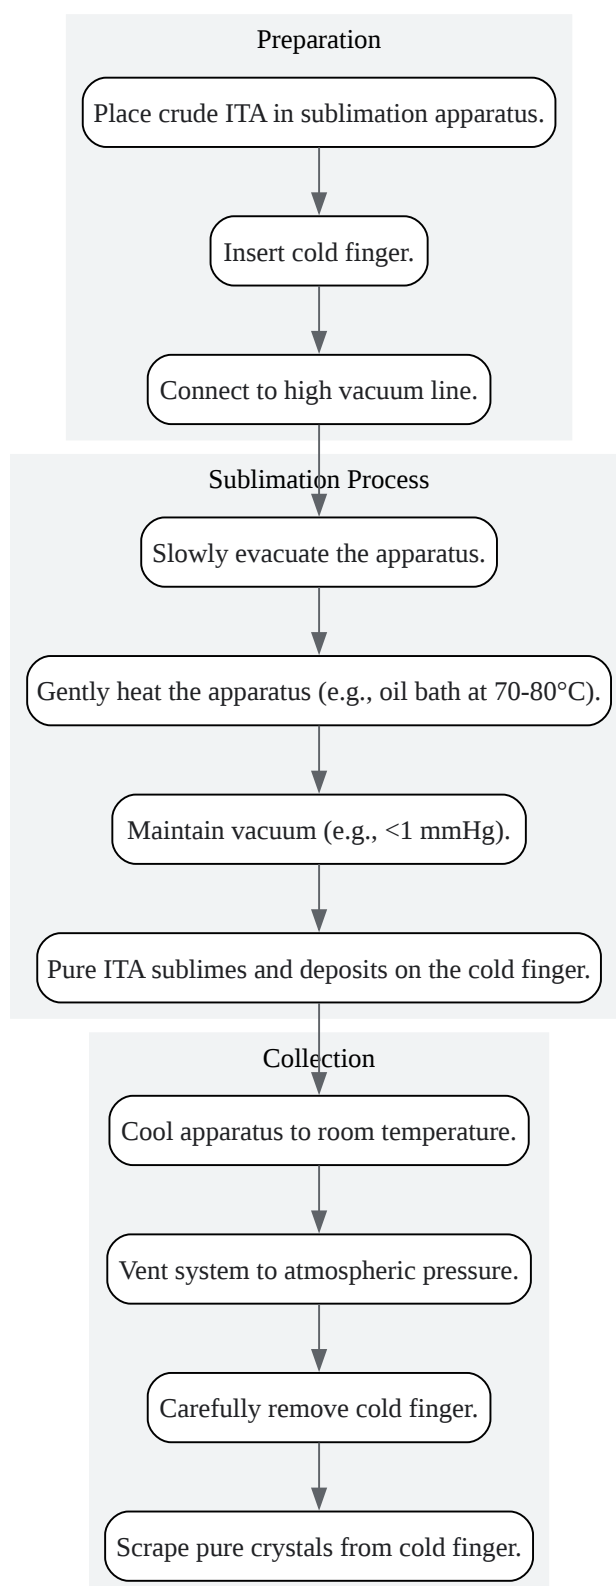 Preparation
Place crude ITA in sublimation apparatus.
Insert cold finger.
Connect to high vacuum line.
Sublimation Process
Slowly evacuate the apparatus.
Gently heat the apparatus (e.g., oil bath at 70-80°C).
Maintain vacuum (e.g., <1 mmHg).
Pure ITA sublimes and deposits on the cold finger.
Collection
Cool apparatus to room temperature.
Vent system to atmospheric pressure.
Carefully remove cold finger.
Scrape pure crystals from cold finger.